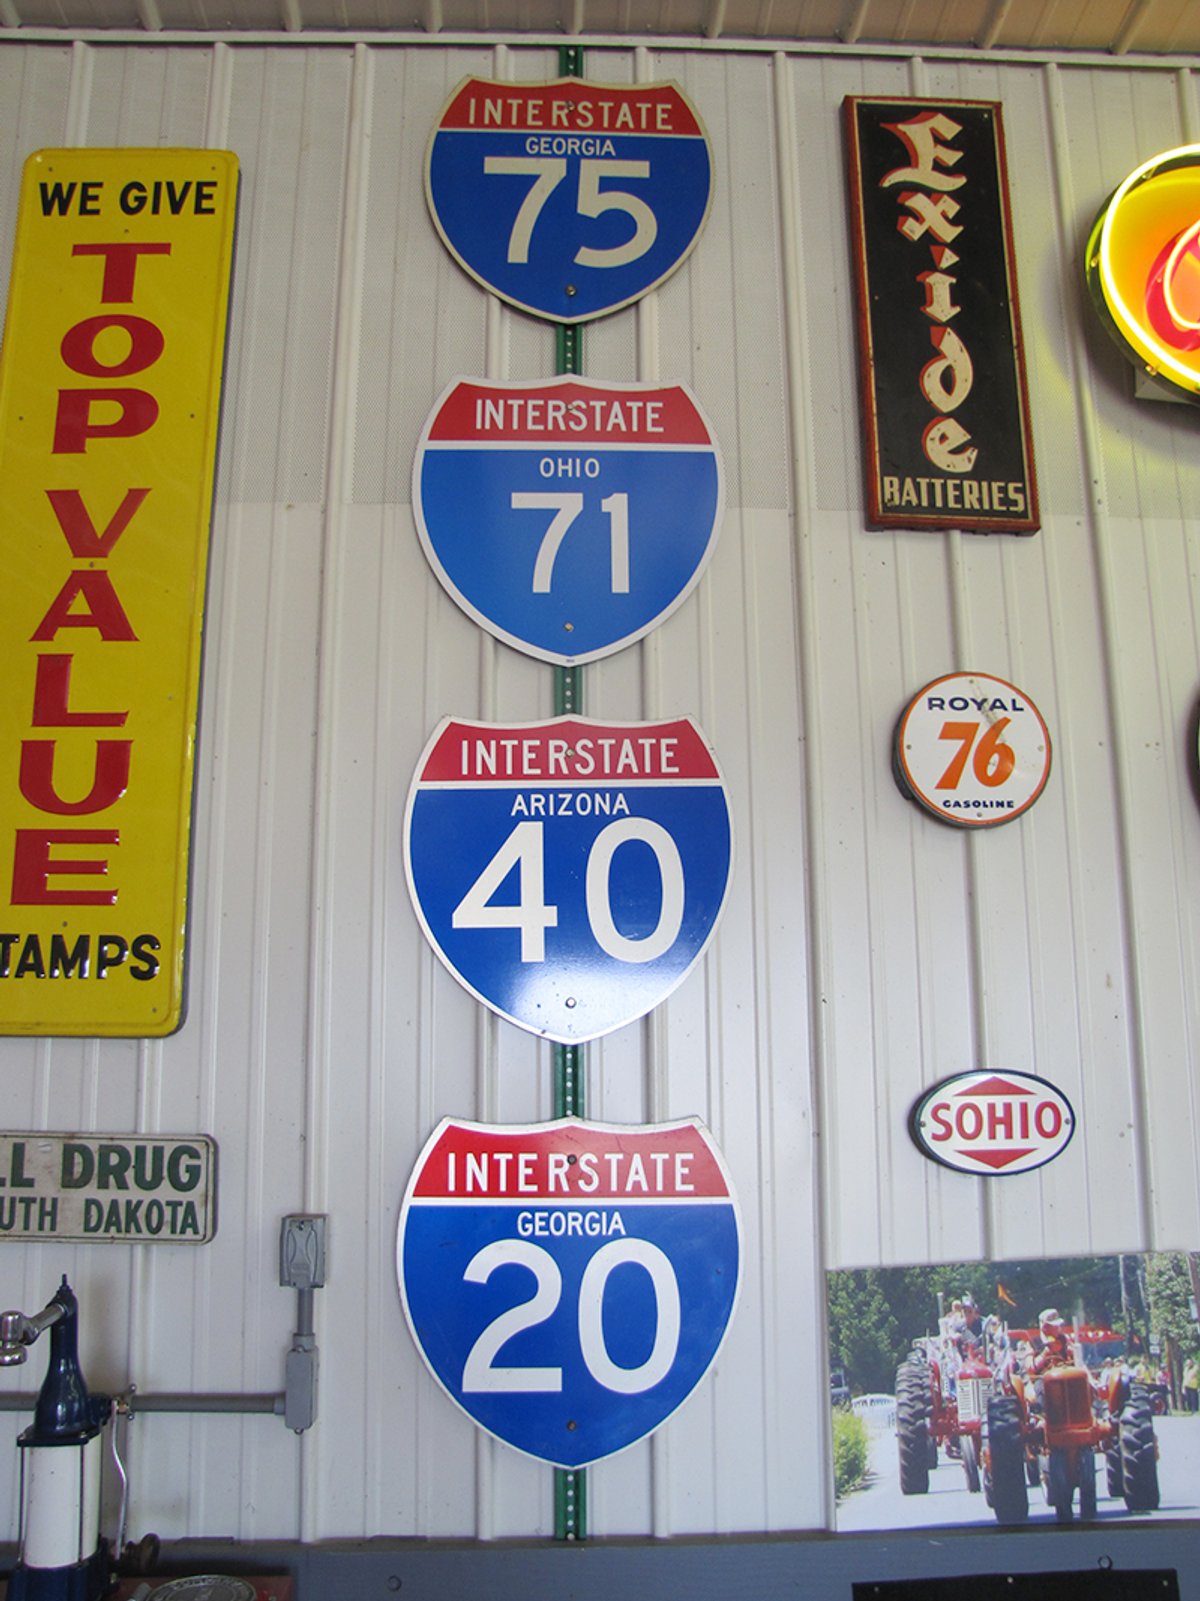 WE GIVE
TOP
VALUE
TAMPS
LL DRUG
UTH DAKOTA
INTERSTATE
GEORGIA
75
INTERSTATE
OHIO
71
INTERSTATE
ARIZONA
40
INTERSTATE
GEORGIA
20
Exide
BATTERIES
ROYAL
76
GASOLINE
SOHIO